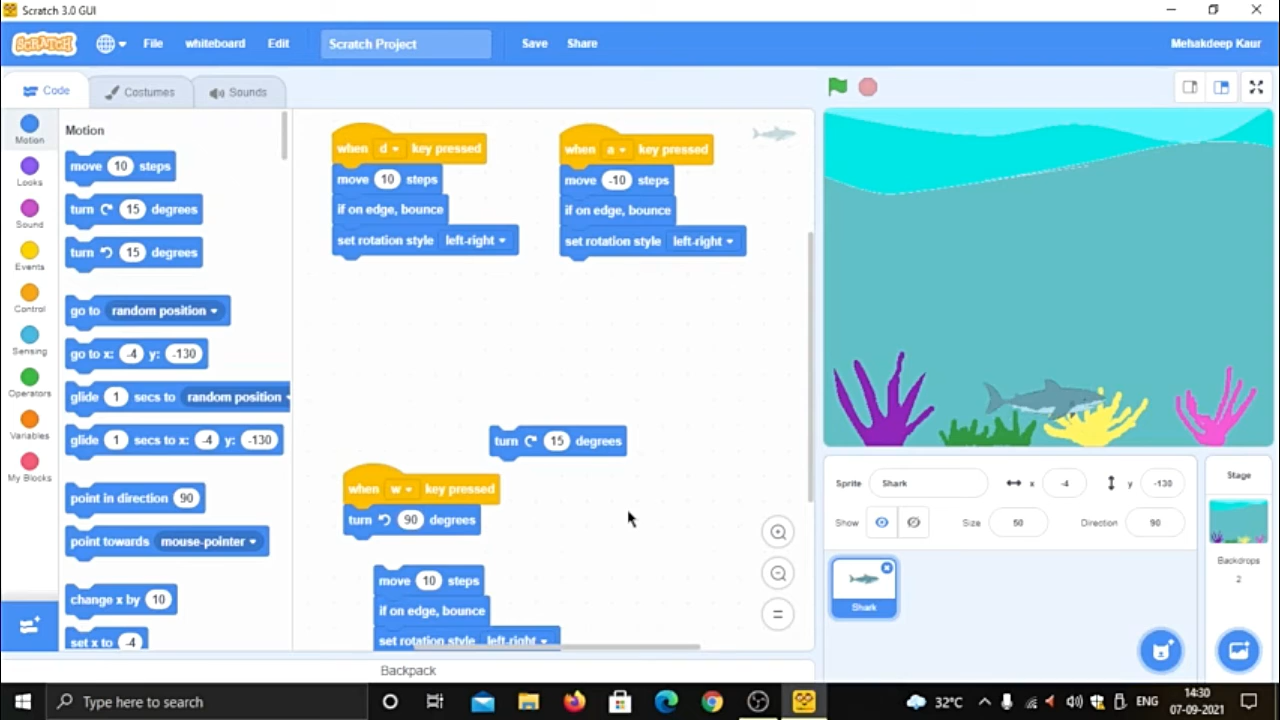 Scratch 3.0 GUI
SCRATCH File whiteboard Edit Scratch Project Save Share Mehakdeep Kaur
Code Costumes Sounds
Motion
Looks
Sound
Events
Control
Sensing
Operators
Variables
My Blocks
Motion
move 10 steps
turn 15 degrees
turn 15 degrees
go to random position
go to x: -4 y: -130
glide 1 secs to random position
glide 1 secs to x: -4 y: -130
point in direction 90
point towards mouse-pointer
change x by 10
set x to -4
when d key pressed
move 10 steps
if on edge, bounce
set rotation style left-right
when a key pressed
move -10 steps
if on edge, bounce
set rotation style left-right
turn 15 degrees
when w key pressed
turn 90 degrees
move 10 steps
if on edge, bounce
set rotation style left-right
Backpack
Sprite Shark x -4 y -130
Show Size 50 Direction 90
Shark
Stage
Backdrops
2
Type here to search
32°C ENG
14:30
07-09-2021